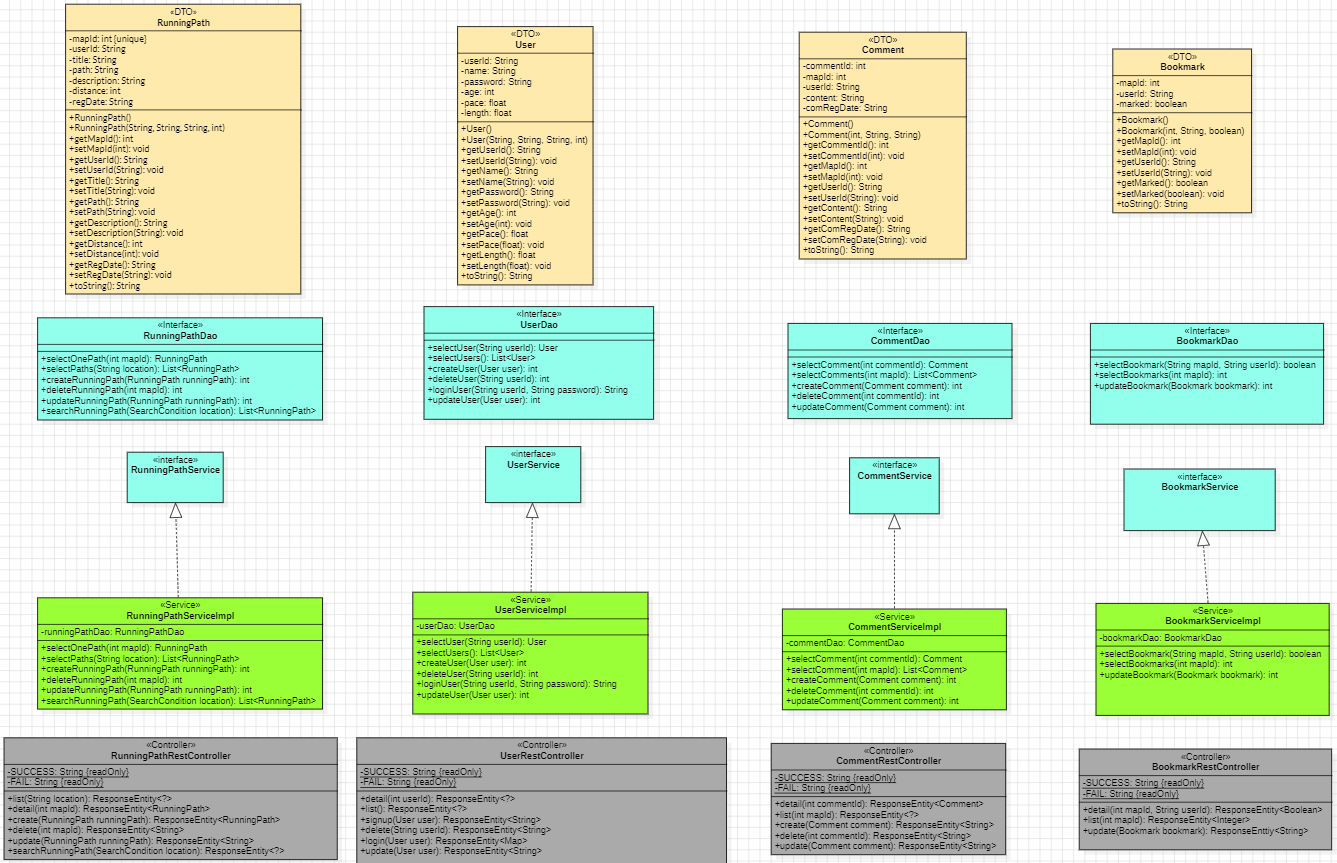 «DTO»
RunningPath
-mapId: int {unique}
-userId: String
-title: String
-path: String
-description: String
-distance: int
-regDate: String
+RunningPath()
+RunningPath(String, String, String, int)
+getMapId(): int
+setMapId(int): void
+getUserId(): String
+setUserId(String): void
+getTitle(): String
+setTitle(String): void
+getPath(): String
+setPath(String): void
+getDescription(): String
+setDescription(String): void
+getDistance(): int
+setDistance(int): void
+getRegDate(): String
+setRegDate(String): void
+toString(): String
«DTO»
User
-userId: String
-name: String
-password: String
-age: int
-pace: float
-length: float
+User()
+User(String, String, String, int)
+getUserId(): String
+setUserId(String): void
+getName(): String
+setName(String): void
+getPassword(): String
+setPassword(String): void
+getAge(): int
+setAge(int): void
+getPace(): float
+setPace(float): void
+getLength(): float
+setLength(float): void
+toString(): String
«DTO»
Comment
-commentId: int
-mapId: int
-userId: String
-content: String
-comRegDate: String
+Comment()
+Comment(int, String, String)
+getCommentId(): int
+setCommentId(int): void
+getMapId(): int
+setMapId(int): void
+getUserId(): String
+setUserId(String): void
+getContent(): String
+setContent(String): void
+getComRegDate(): String
+setComRegDate(String): void
+toString(): String
«DTO»
Bookmark
-mapId: int
-userId: String
-marked: boolean
+Bookmark()
+Bookmark(int, String, boolean)
+getMapId(): int
+setMapId(int): void
+getUserId(): String
+setUserId(String): void
+getMarked(): boolean
+setMarked(boolean): void
+toString(): String
«Interface»
RunningPathDao
+selectOnePath(int mapId): RunningPath
+selectPaths(String location): List<RunningPath>
+createRunningPath(RunningPath runningPath): int
+deleteRunningPath(int mapId): int
+updateRunningPath(RunningPath runningPath): int
+searchRunningPath(SearchCondition location): List<RunningPath>
«Interface»
UserDao
+selectUser(String userId): User
+selectUsers(): List<User>
+createUser(User user): int
+deleteUser(String userId): int
+loginUser(String userId, String password): String
+updateUser(User user): int
«Interface»
CommentDao
+selectComment(int commentId): Comment
+selectComments(int mapId): List<Comment>
+createComment(Comment comment): int
+deleteComment(int commentId): int
+updateComment(Comment comment): int
«Interface»
BookmarkDao
+selectBookmark(String mapId, String userId): boolean
+selectBookmarks(int mapId): int
+updateBookmark(Bookmark bookmark): int
«interface»
RunningPathService
«interface»
UserService
«interface»
CommentService
«interface»
BookmarkService
«Service»
RunningPathServiceImpl
-runningPathDao: RunningPathDao
+selectOnePath(int mapId): RunningPath
+selectPaths(String location): List<RunningPath>
+createRunningPath(RunningPath runningPath): int
+deleteRunningPath(int mapId): int
+updateRunningPath(RunningPath runningPath): int
+searchRunningPath(SearchCondition location): List<RunningPath>
«Service»
UserServiceImpl
-userDao: UserDao
+selectUser(String userId): User
+selectUsers(): List<User>
+createUser(User user): int
+deleteUser(String userId): int
+loginUser(String userId, String password): String
+updateUser(User user): int
«Service»
CommentServiceImpl
-commentDao: CommentDao
+selectComment(int commentId): Comment
+selectComment(int mapId): List<Comment>
+createComment(Comment comment): int
+deleteComment(int commentId): int
+updateComment(Comment comment): int
«Service»
BookmarkServiceImpl
-bookmarkDao: BookmarkDao
+selectBookmark(String mapId, String userId): boolean
+selectBookmarks(int mapId): int
+updateBookmark(Bookmark bookmark): int
«Controller»
RunningPathRestController
-SUCCESS: String {readOnly}
-FAIL: String {readOnly}
+list(String location): ResponseEntity<?>
+detail(int mapId): ResponseEntity<RunningPath>
+create(RunningPath runningPath): ResponseEntity<RunningPath>
+delete(int mapId): ResponseEntity<String>
+update(RunningPath runningPath): ResponseEntity<String>
+searchRunningPath(SearchCondition location): ResponseEntity<?>
«Controller»
UserRestController
-SUCCESS: String {readOnly}
-FAIL: String {readOnly}
+detail(int userId): ResponseEntity<?>
+list(): ResponseEntity<?>
+signup(User user): ResponseEntity<String>
+delete(String userId): ResponseEntity<String>
+login(User user): ResponseEntity<Map>
+update(User user): ResponseEntity<String>
«Controller»
CommentRestController
-SUCCESS: String {readOnly}
-FAIL: String {readOnly}
+detail(int commentId): ResponseEntity<Comment>
+list(int mapId): ResponseEntity<?>
+create(Comment comment): ResponseEntity<String>
+delete(int commentId): ResponseEntity<String>
+update(Comment comment): ResponseEntity<String>
«Controller»
BookmarkRestController
-SUCCESS: String {readOnly}
-FAIL: String {readOnly}
+detail(int mapId, String userId): ResponseEntity<Boolean>
+list(int mapId): ResponseEntity<Integer>
+update(Bookmark bookmark): ResponseEntitiy<String>